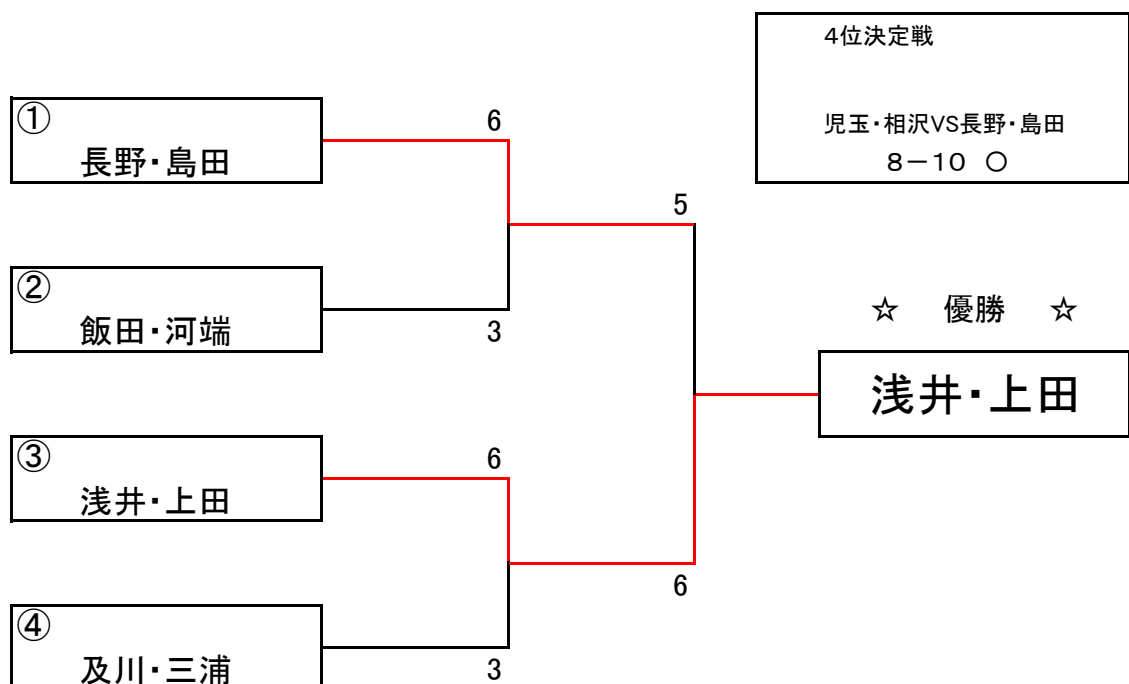 4位決定戦
児玉・相沢VS長野・島田
8－10 ○
①
長野・島田
6
5
②
飯田・河端
3
☆ 優勝 ☆
浅井・上田
③
浅井・上田
6
6
④
及川・三浦
3